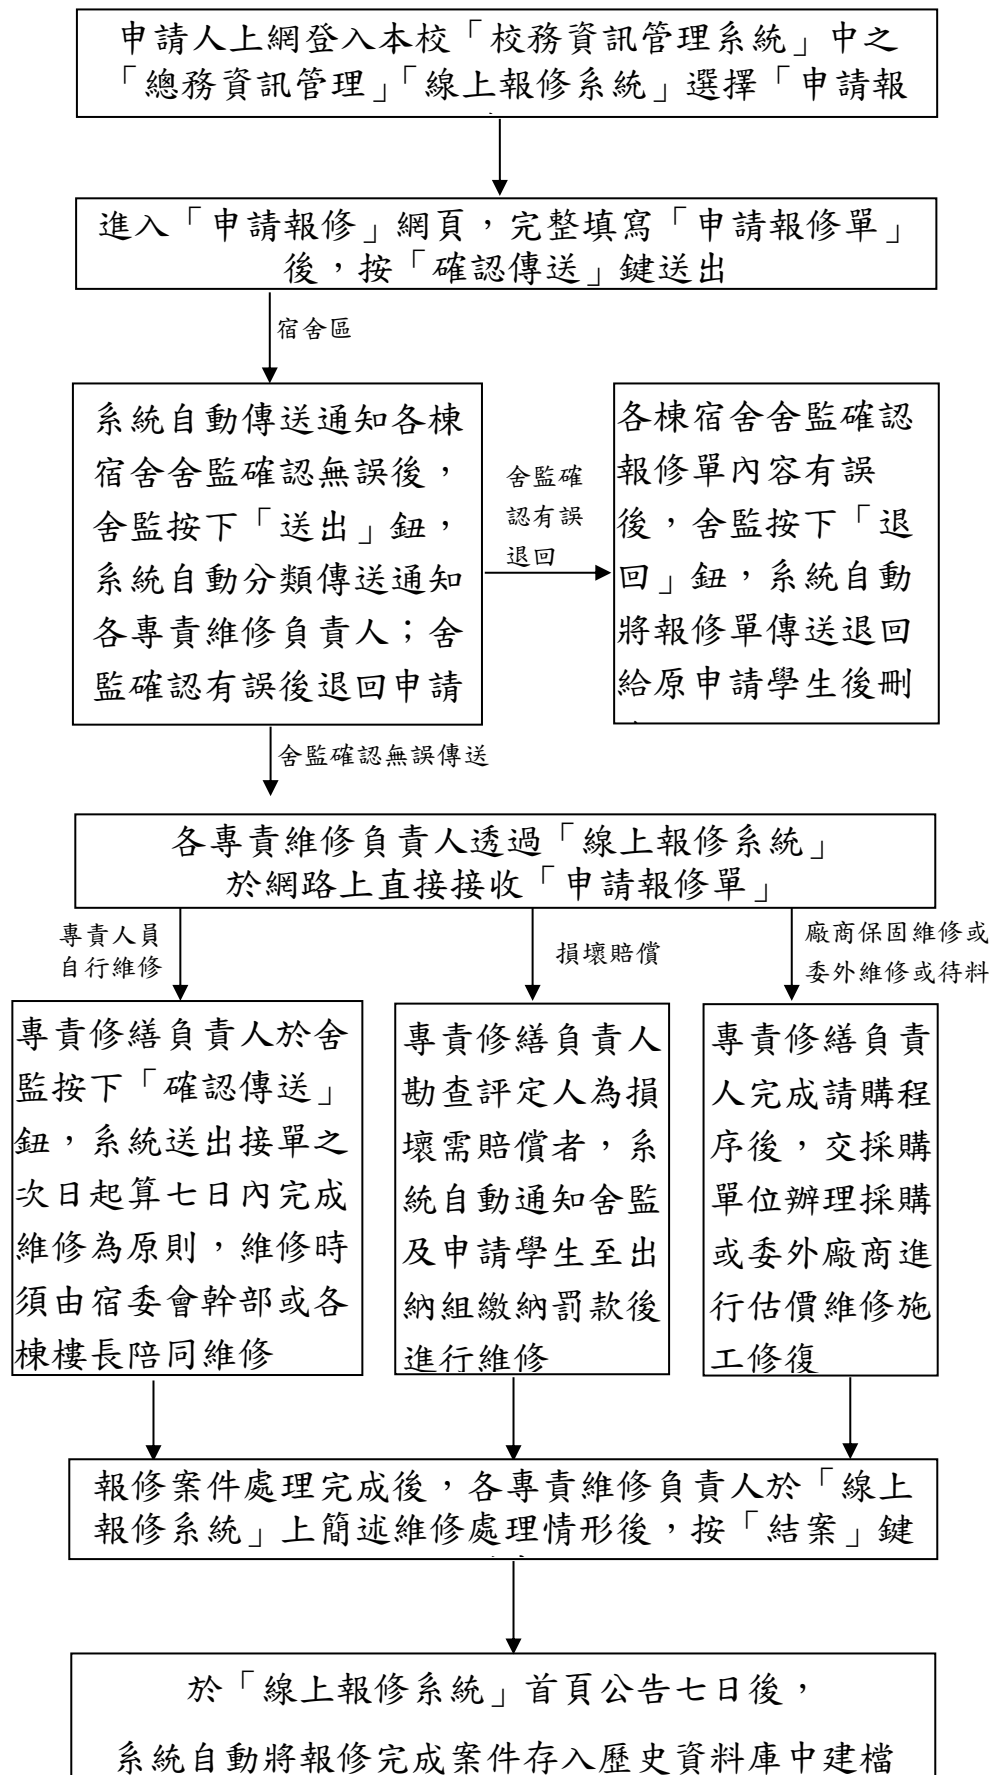 申請人上網登入本校「校務資訊管理系統」中之
「總務資訊管理」「線上報修系統」選擇「申請報
進入「申請報修」網頁，完整填寫「申請報修單」
後，按「確認傳送」鍵送出
宿舍區
系統自動傳送通知各棟
宿舍舍監確認無誤後，
舍監按下「送出」鈕，
系統自動分類傳送通知
各專責維修負責人；舍
監確認有誤後退回申請
舍監確
認有誤
退回
各棟宿舍舍監確認
報修單內容有誤
後，舍監按下「退
回」鈕，系統自動
將報修單傳送退回
給原申請學生後刪
舍監確認無誤傳送
各專責維修負責人透過「線上報修系統」
於網路上直接接收「申請報修單」
專責人員
自行維修
損壞賠償
廠商保固維修或
委外維修或待料
專責修繕負責人於舍
監按下「確認傳送」
鈕，系統送出接單之
次日起算七日內完成
維修為原則，維修時
須由宿委會幹部或各
棟樓長陪同維修
專責修繕負責人
勘查評定人為損
壞需賠償者，系
統自動通知舍監
及申請學生至出
納組繳納罰款後
進行維修
專責修繕負責
人完成請購程
序後，交採購
單位辦理採購
或委外廠商進
行估價維修施
工修復
報修案件處理完成後，各專責維修負責人於「線上
報修系統」上簡述維修處理情形後，按「結案」鍵
於「線上報修系統」首頁公告七日後，
系統自動將報修完成案件存入歷史資料庫中建檔